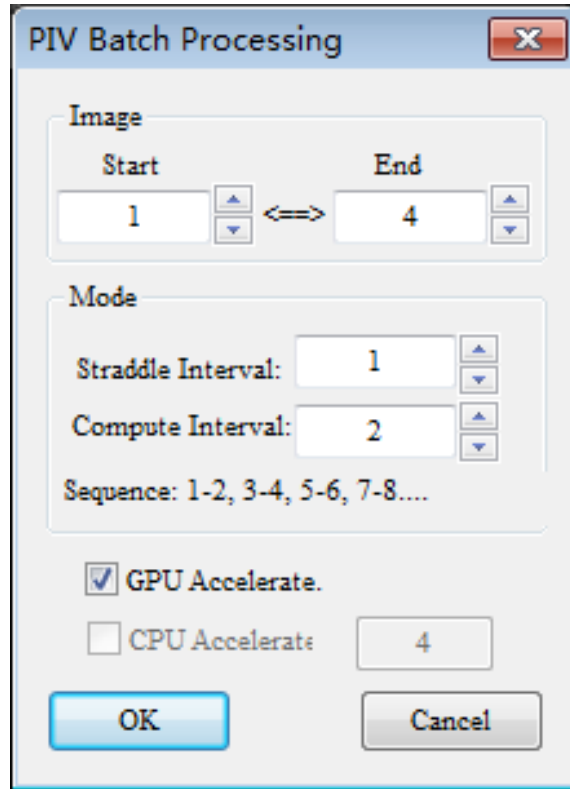 PIV Batch Processing
Image
Start End
1 <==> 4
Mode
Straddle Interval: 1
Compute Interval: 2
Sequence: 1-2, 3-4, 5-6, 7-8....
GPU Accelerate.
CPU Accelerate 4
OK Cancel